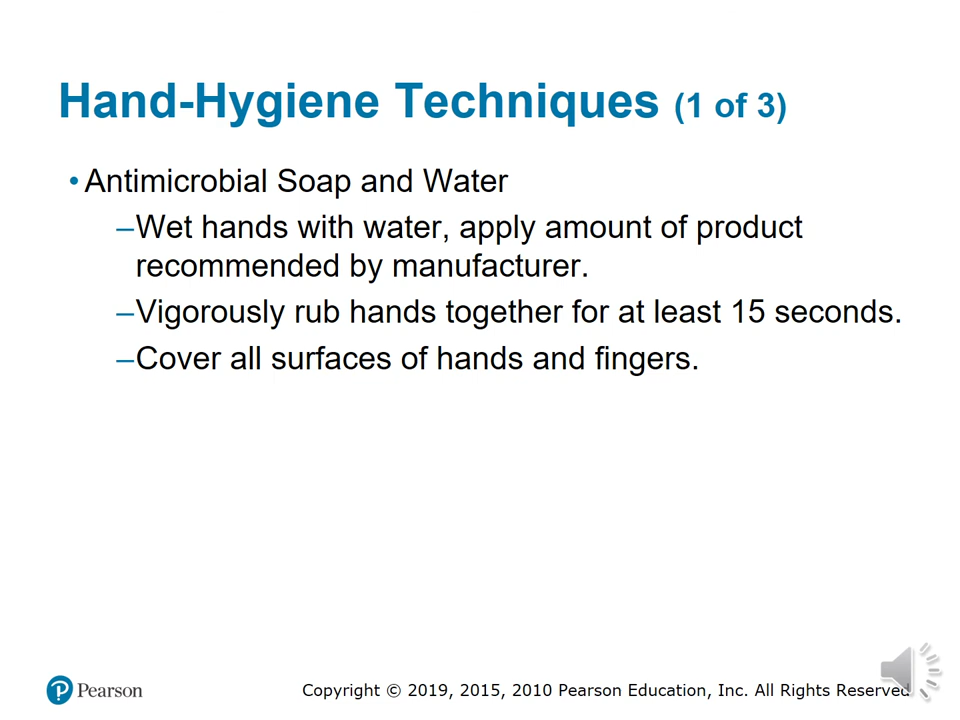 Hand-Hygiene Techniques (1 of 3)
• Antimicrobial Soap and Water
–Wet hands with water, apply amount of product
recommended by manufacturer.
–Vigorously rub hands together for at least 15 seconds.
–Cover all surfaces of hands and fingers.
Pearson
Copyright © 2019, 2015, 2010 Pearson Education, Inc. All Rights Reserved